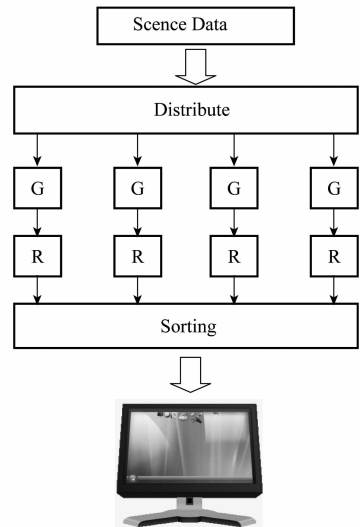 Scence Data
Distribute
G G G G
R R R R
Sorting